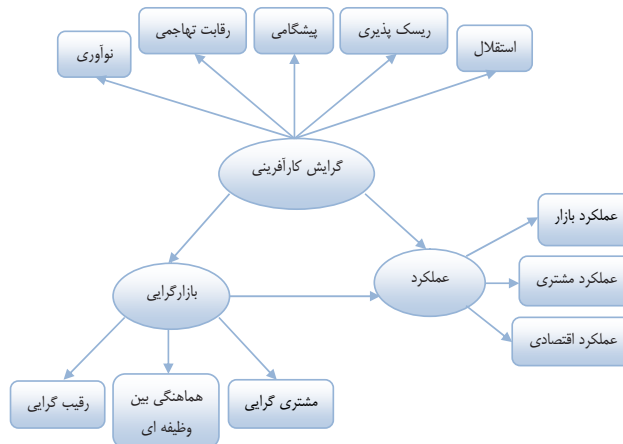 استقلال
ریسک پذیری
پیشگامی
رقابت تهاجمی
نوآوری
گرایش کارآفرینی
عملکرد بازار
عملکرد
عملکرد مشتری
بازارگرایی
عملکرد اقتصادی
مشتری گرایی
هماهنگی بین
وظیفه ای
رقیب گرایی